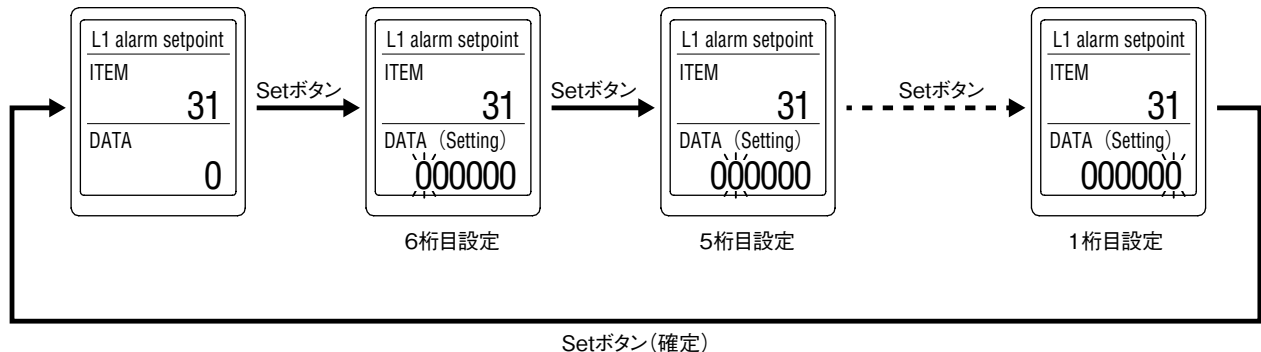 L1 alarm setpoint
ITEM
31
DATA
0
Setボタン
L1 alarm setpoint
ITEM
31
DATA (Setting)
000000
6桁目設定
Setボタン
L1 alarm setpoint
ITEM
31
DATA (Setting)
000000
5桁目設定
Setボタン
L1 alarm setpoint
ITEM
31
DATA (Setting)
000000
1桁目設定
Setボタン（確定）